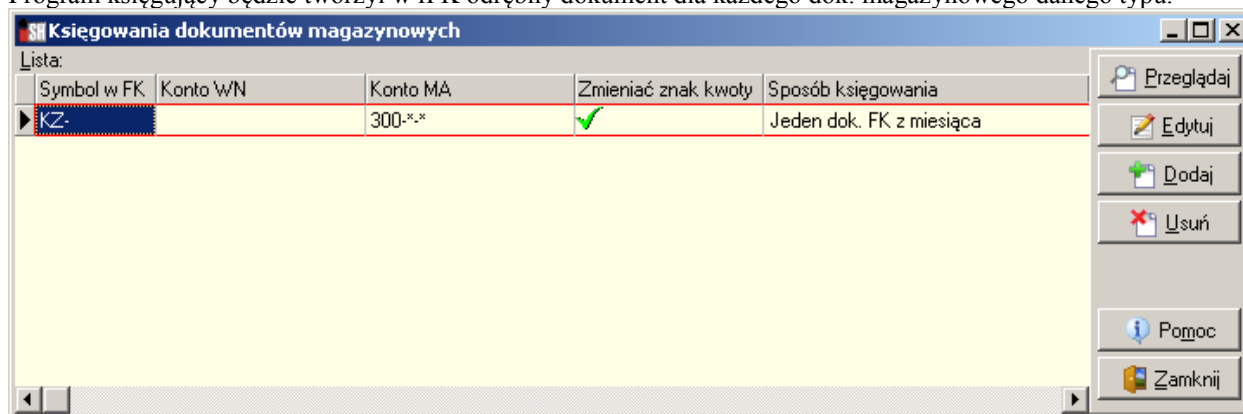 Program księgujący będzie tworzył w iFK odrębny dokument dla każdego dok. magazynowego danego typu.
Księgowania dokumentów magazynowych
Lista:
Symbol w FK Konto WN Konto MA Zmieniać znak kwoty Sposób księgowania
KZ- 300-*-* Jeden dok. FK z miesiąca
Przeglądaj
Edytuj
Dodaj
Usuń
Pomoc
Zamknij